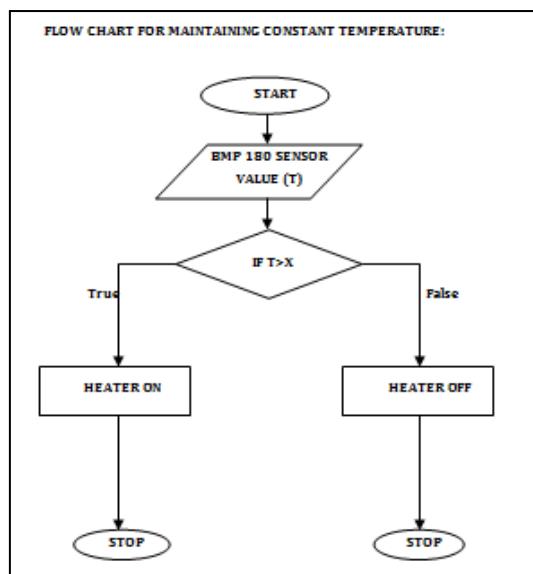 FLOW CHART FOR MAINTAINING CONSTANT TEMPERATURE:
START
BMP 180 SENSOR
VALUE (T)
IF T>X
True
False
HEATER ON
HEATER OFF
STOP
STOP